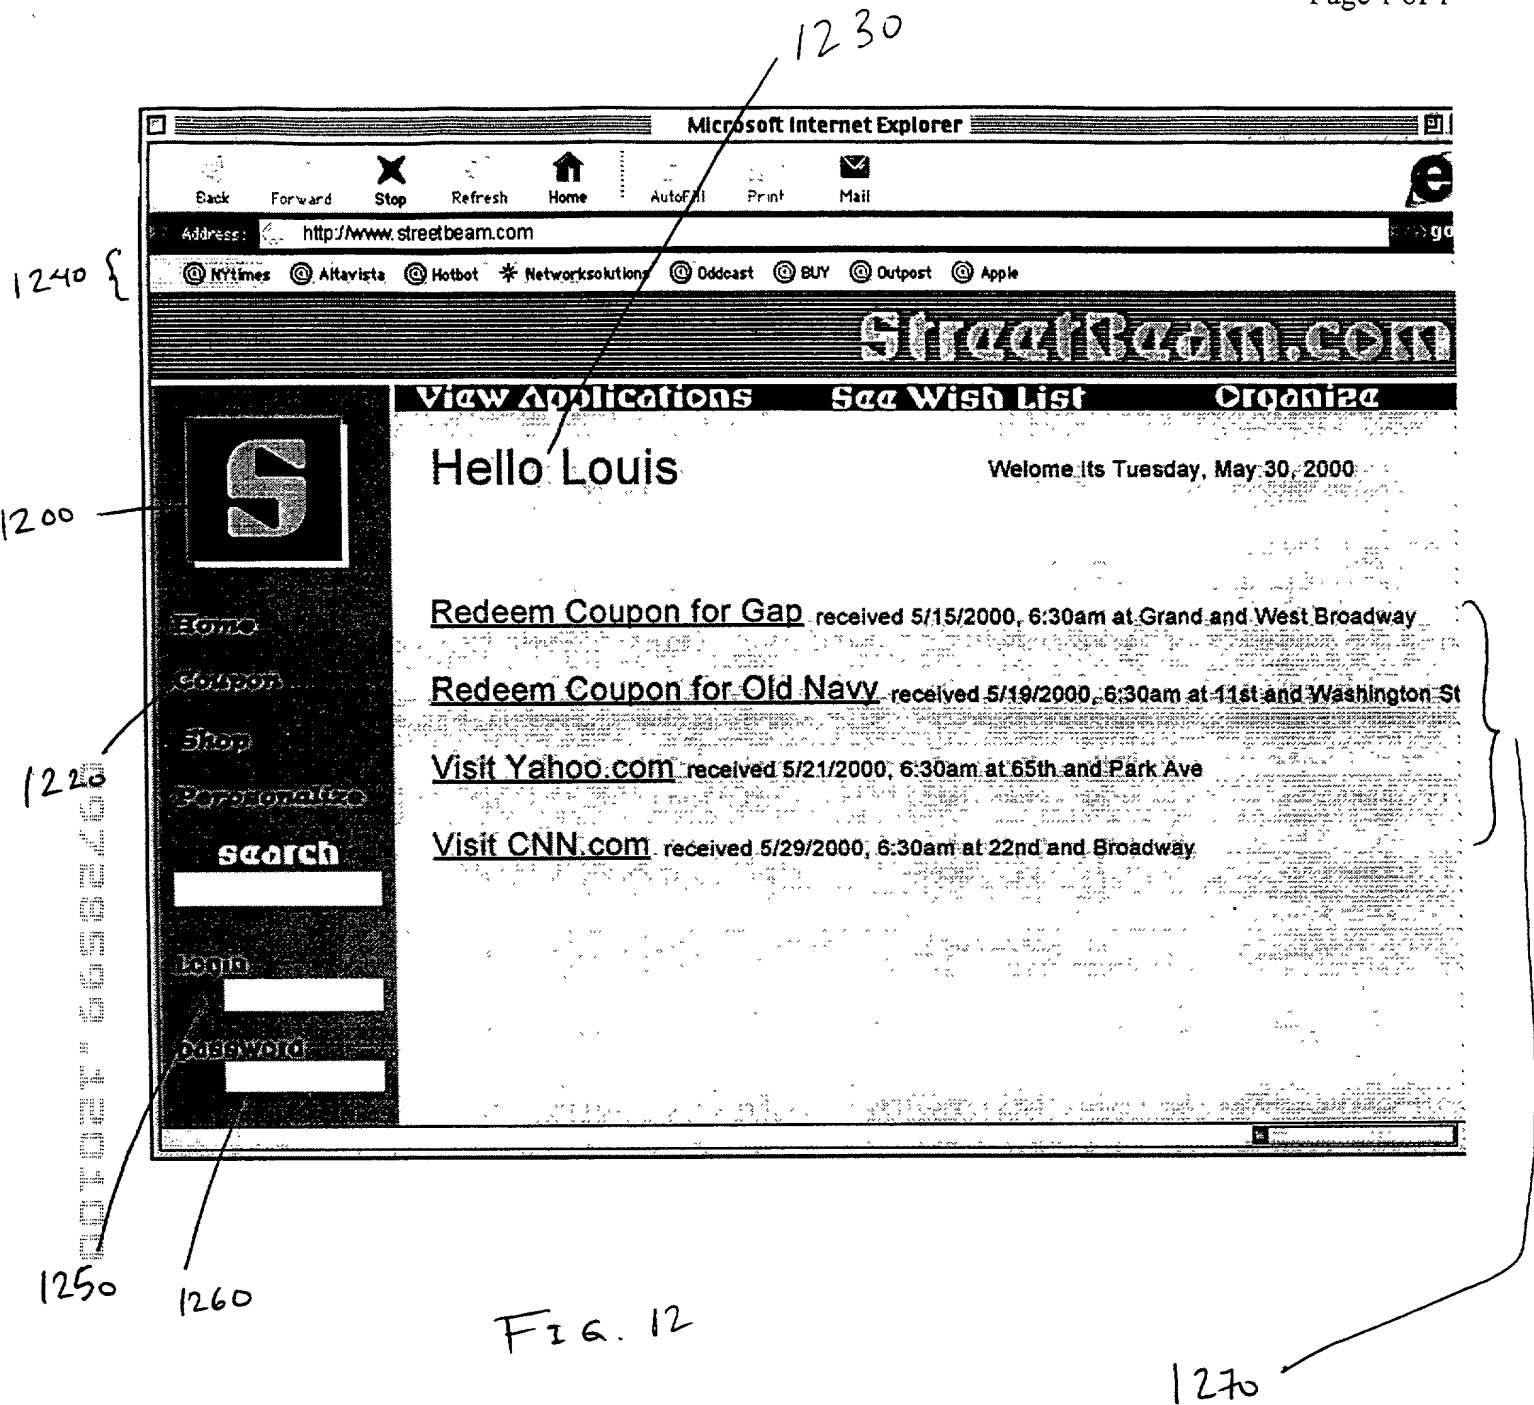 Page 1 of 1
1230
Microsoft Internet Explorer
Back Forward Stop Refresh Home AutoFill Print Mail
Address: http://www.streetbeam.com go
1240 {
NYtimes Altavista Hotbot Networksolutions Oddcast BUY Outpost Apple
StreetBeam.com
View Applications See Wish List Organize
S
Hello Louis
Welome Its Tuesday, May 30, 2000
1200
Home
Redeem Coupon for Gap received 5/15/2000, 6:30am at Grand and West Broadway
Coupon
Redeem Coupon for Old Navy received 5/19/2000, 6:30am at 11st and Washington St
Shop
Visit Yahoo.com received 5/21/2000, 6:30am at 65th and Park Ave
1220
Perosonalize
search
Visit CNN.com received 5/29/2000, 6:30am at 22nd and Broadway
Login
password
1250
1260
FIG. 12
1270